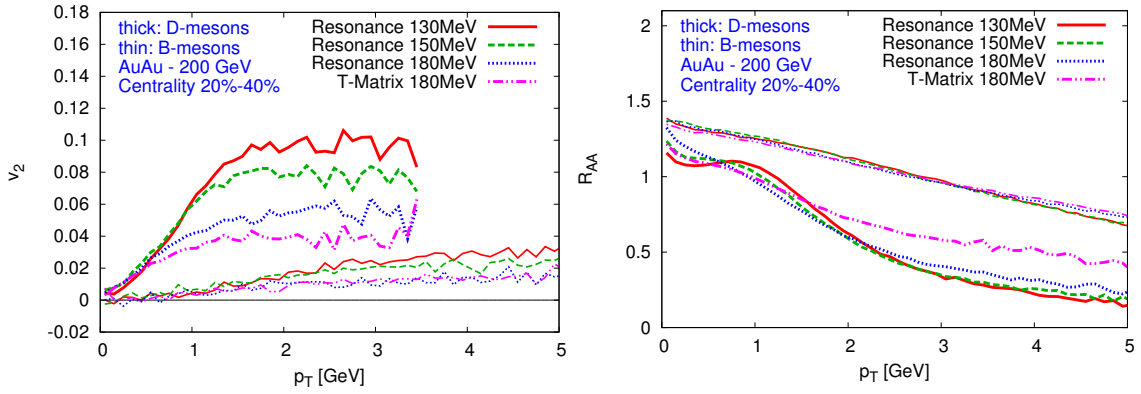 0.18
0.16
0.14
0.12
0.1
0.08
0.06
0.04
0.02
0
-0.02
v2
thick: D-mesons
thin: B-mesons
AuAu - 200 GeV
Centrality 20%-40%
Resonance 130MeV
Resonance 150MeV
Resonance 180MeV
T-Matrix 180MeV
0 1 2 3 4 5
pT [GeV]
2
1.5
1
0.5
0
RAA
thick: D-mesons
thin: B-mesons
AuAu - 200 GeV
Centrality 20%-40%
Resonance 130MeV
Resonance 150MeV
Resonance 180MeV
T-Matrix 180MeV
0 1 2 3 4 5
pT [GeV]